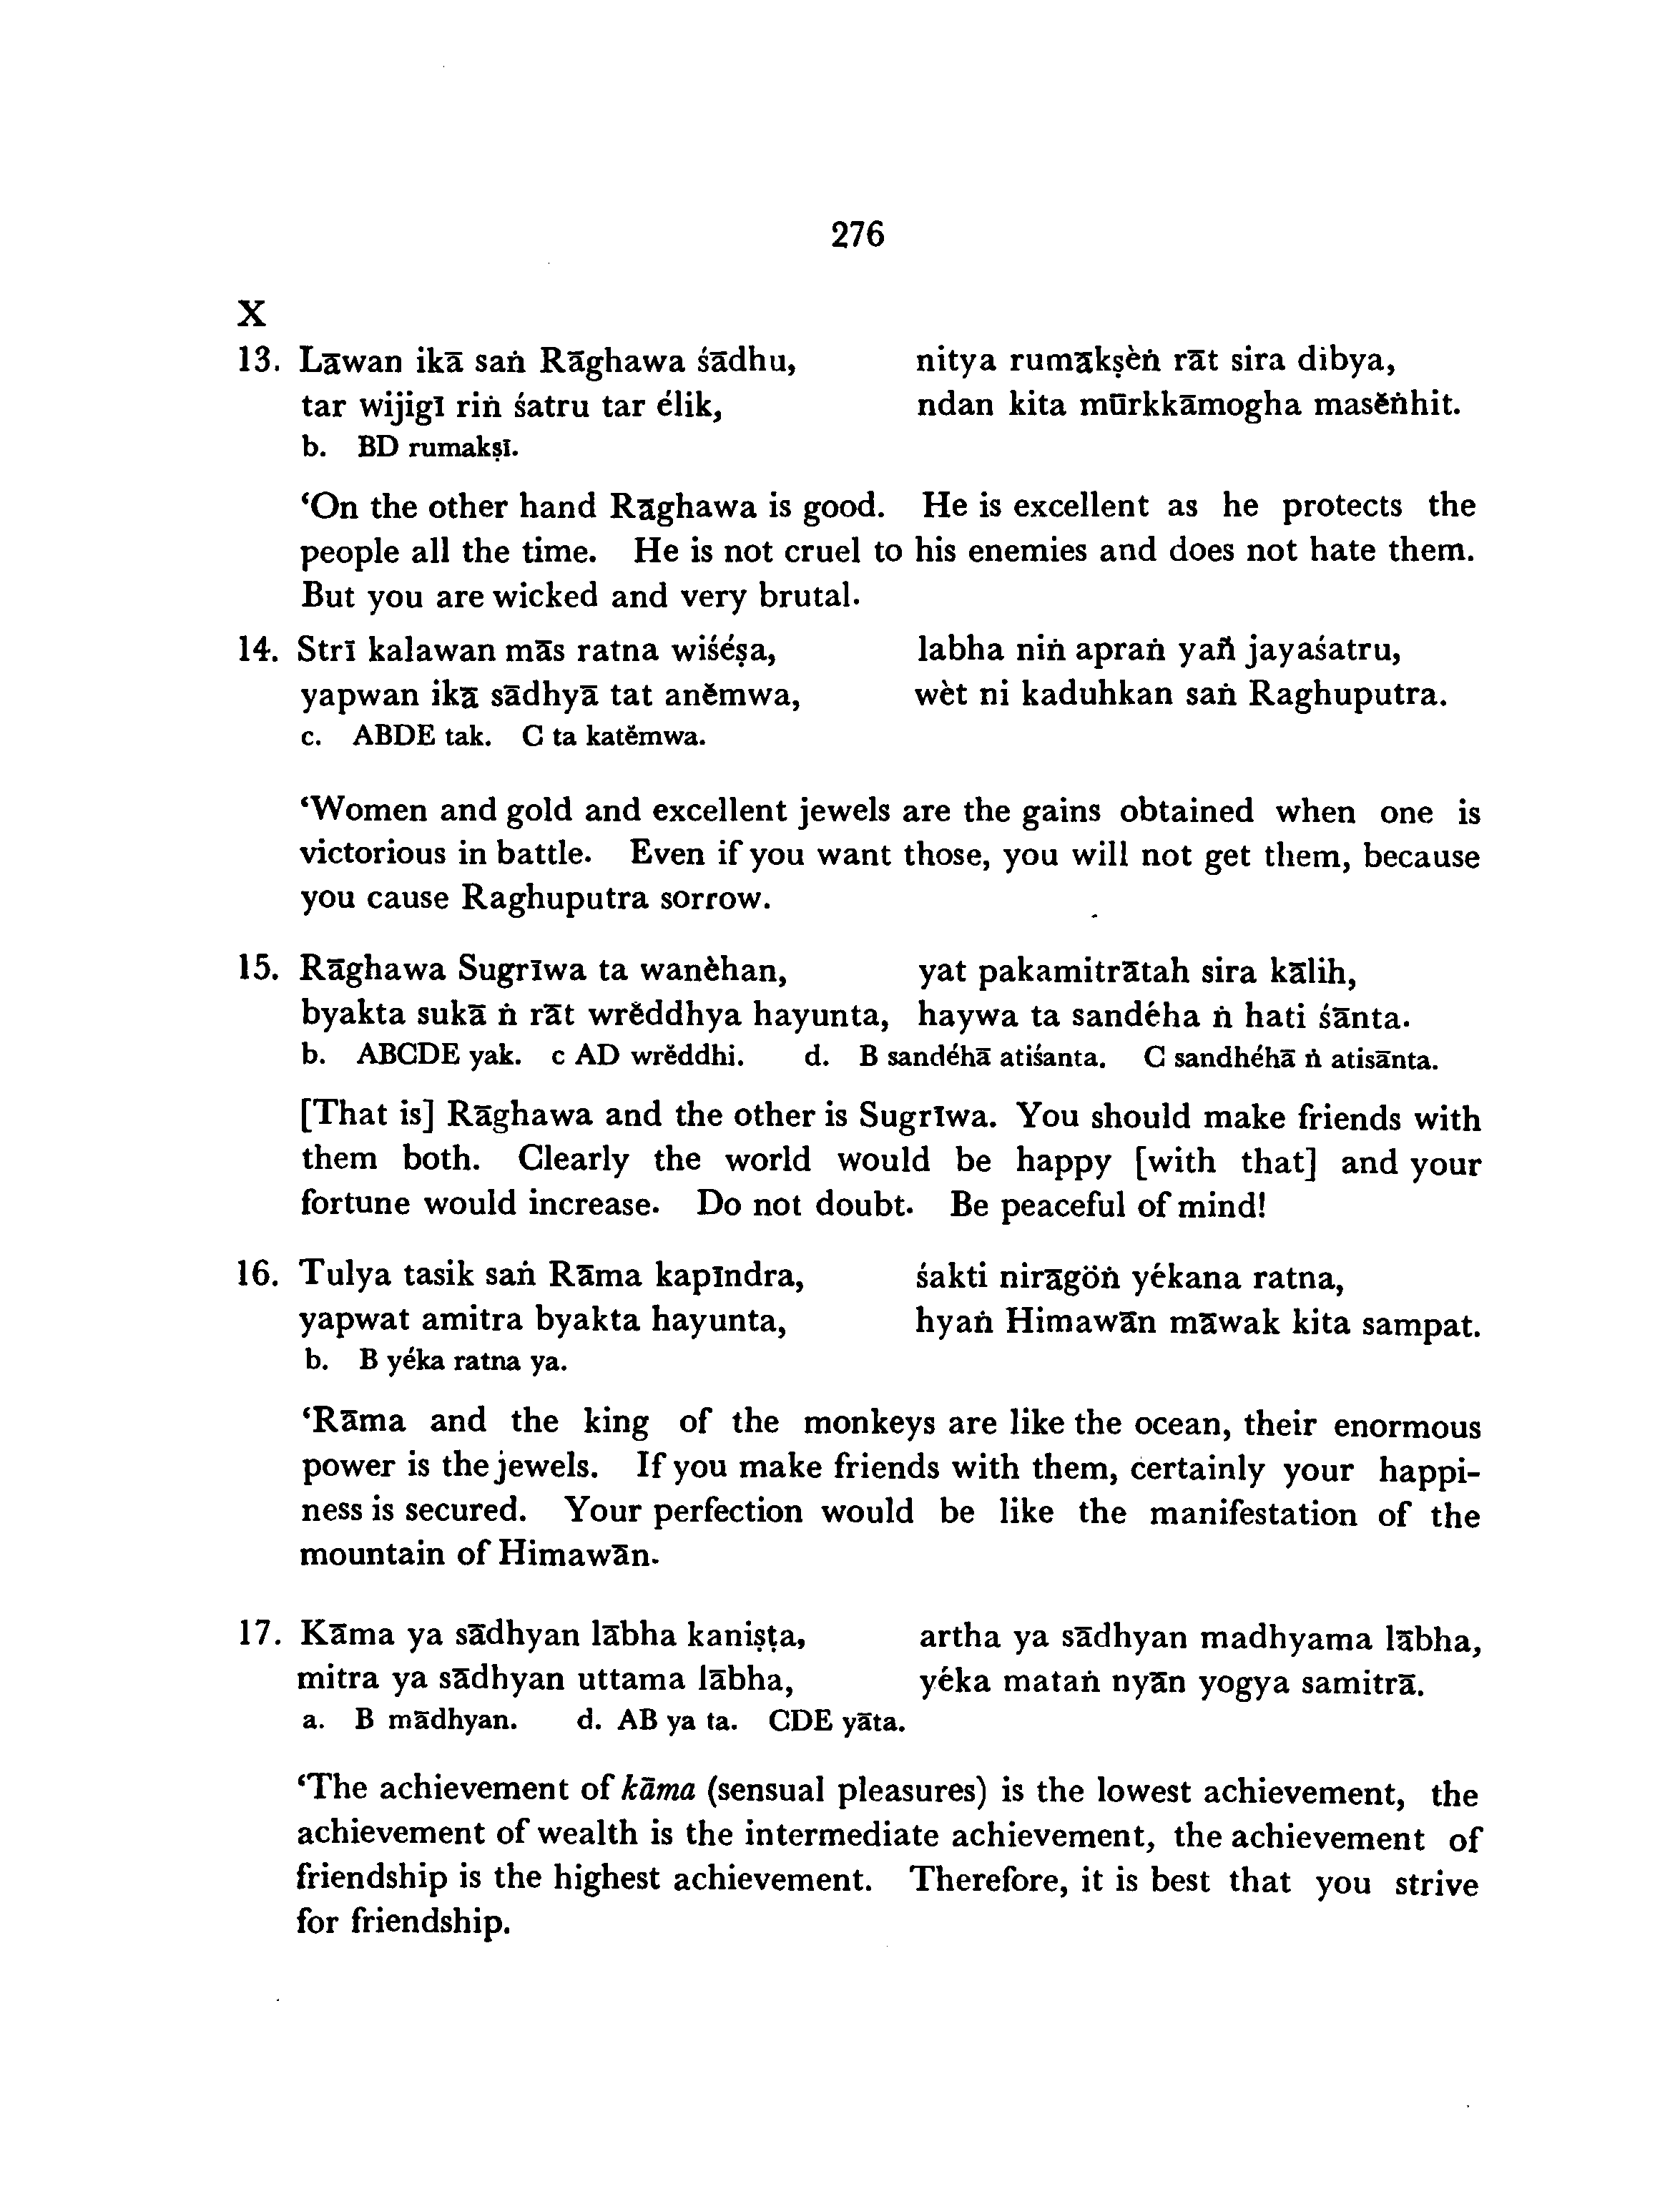 276
X
13. Lāwan ikā saṅ Rāghawa śādhu, nitya rumākṣèṅ rāt sira dibya,
tar wijigī riṅ śatru tar élik, ndan kita mūrkkāmogha masĕṅhit.
b. BD rumakṣī.
‘On the other hand Rāghawa is good. He is excellent as he protects the
people all the time. He is not cruel to his enemies and does not hate them.
But you are wicked and very brutal.
14. Strī kalawan mās ratna wiśéṣa, labha niṅ apraṅ yañ jayaśatru,
yapwan ikā sādhyā tat anĕmwa, wèt ni kaduhkan saṅ Raghuputra.
c. ABDE tak. C ta katĕmwa.
‘Women and gold and excellent jewels are the gains obtained when one is
victorious in battle. Even if you want those, you will not get them, because
you cause Raghuputra sorrow.
15. Rāghawa Sugrīwa ta wanèhan, yat pakamitrātah sira kālih,
byakta sukā ṅ rāt wrĕddhya hayunta, haywa ta sandéha ṅ hati śānta.
b. ABCDE yak. c AD wrĕddhi. d. B sandéhā atiśanta. C sandhéhā ṅ atisānta.
[That is] Rāghawa and the other is Sugrīwa. You should make friends with
them both. Clearly the world would be happy [with that] and your
fortune would increase. Do not doubt. Be peaceful of mind!
16. Tulya tasik saṅ Rāma kapīndra, śakti nirāgöṅ yékana ratna,
yapwat amitra byakta hayunta, hyaṅ Himawān māwak kita sampat.
b. B yéka ratna ya.
‘Rāma and the king of the monkeys are like the ocean, their enormous
power is the jewels. If you make friends with them, certainly your happi-
ness is secured. Your perfection would be like the manifestation of the
mountain of Himawān.
17. Kāma ya sādhyan lābha kaniṣṭa, artha ya sādhyan madhyama lābha,
mitra ya sādhyan uttama lābha, yéka mataṅ nyān yogya samitrā.
a. B mādhyan. d. AB ya ta. CDE yāta.
‘The achievement of kāma (sensual pleasures) is the lowest achievement, the
achievement of wealth is the intermediate achievement, the achievement of
friendship is the highest achievement. Therefore, it is best that you strive
for friendship.